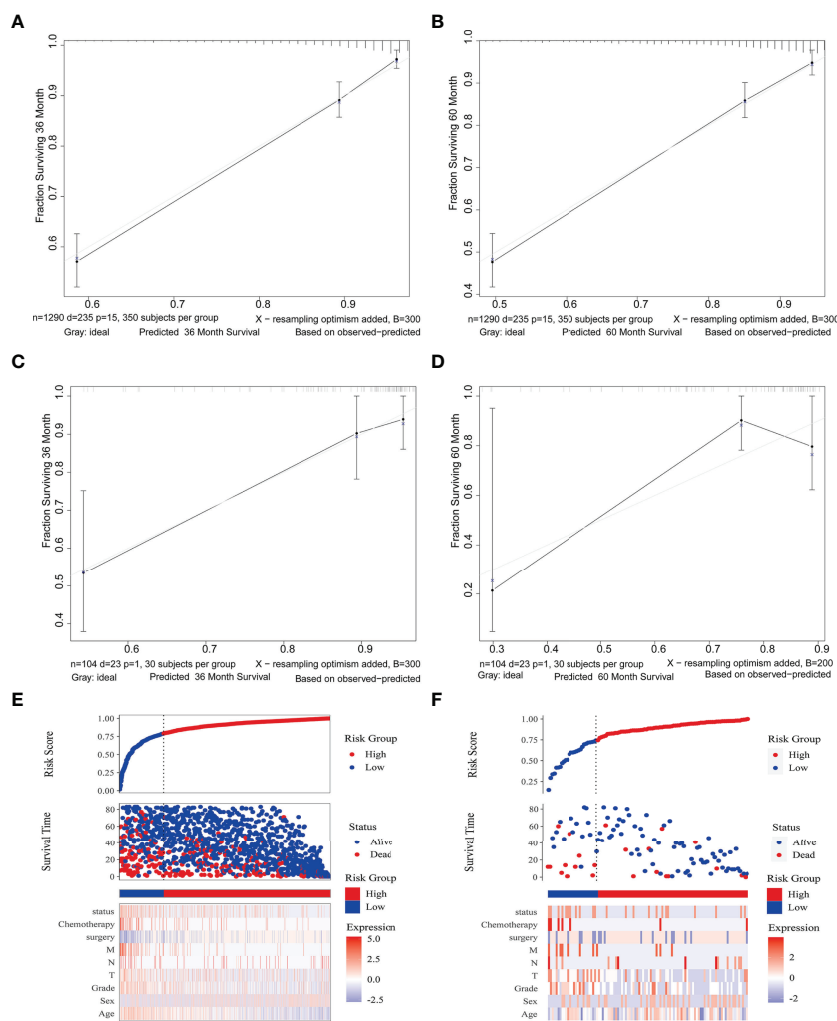 A
Fraction Surviving 36 Month
1.0
0.9
0.8
0.7
0.6
0.6 0.7 0.8 0.9
n=1290 d=235 p=15, 350 subjects per group X − resampling optimism added, B=300
Gray: ideal Predicted 36 Month Survival Based on observed−predicted
B
Fraction Surviving 60 Month
1.0
0.9
0.8
0.7
0.6
0.5
0.4
0.5 0.6 0.7 0.8 0.9
n=1290 d=235 p=15, 350 subjects per group X − resampling optimism added, B=300
Gray: ideal Predicted 60 Month Survival Based on observed−predicted
C
Fraction Surviving 36 Month
1.0
0.9
0.8
0.7
0.6
0.5
0.4
0.6 0.7 0.8 0.9
n=104 d=23 p=1, 30 subjects per group X − resampling optimism added, B=300
Gray: ideal Predicted 36 Month Survival Based on observed−predicted
D
Fraction Surviving 60 Month
1.0
0.8
0.6
0.4
0.2
0.3 0.4 0.5 0.6 0.7 0.8 0.9
n=104 d=23 p=1, 30 subjects per group X − resampling optimism added, B=200
Gray: ideal Predicted 60 Month Survival Based on observed−predicted
E
Risk Score
1.00
0.75
0.50
0.25
0.00
Risk Group
High
Low
Survival Time
80
60
40
20
0
Status
Alive
Dead
Risk Group
High
Low
status
Chemotherapy
surgery
M
N
T
Grade
Sex
Age
Expression
5.0
2.5
0.0
-2.5
F
Risk Score
1.00
0.75
0.50
0.25
Risk Group
High
Low
Survival Time
80
60
40
20
0
Status
Alive
Dead
Risk Group
High
Low
status
Chemotherapy
surgery
M
N
T
Grade
Sex
Age
Expression
2
0
-2